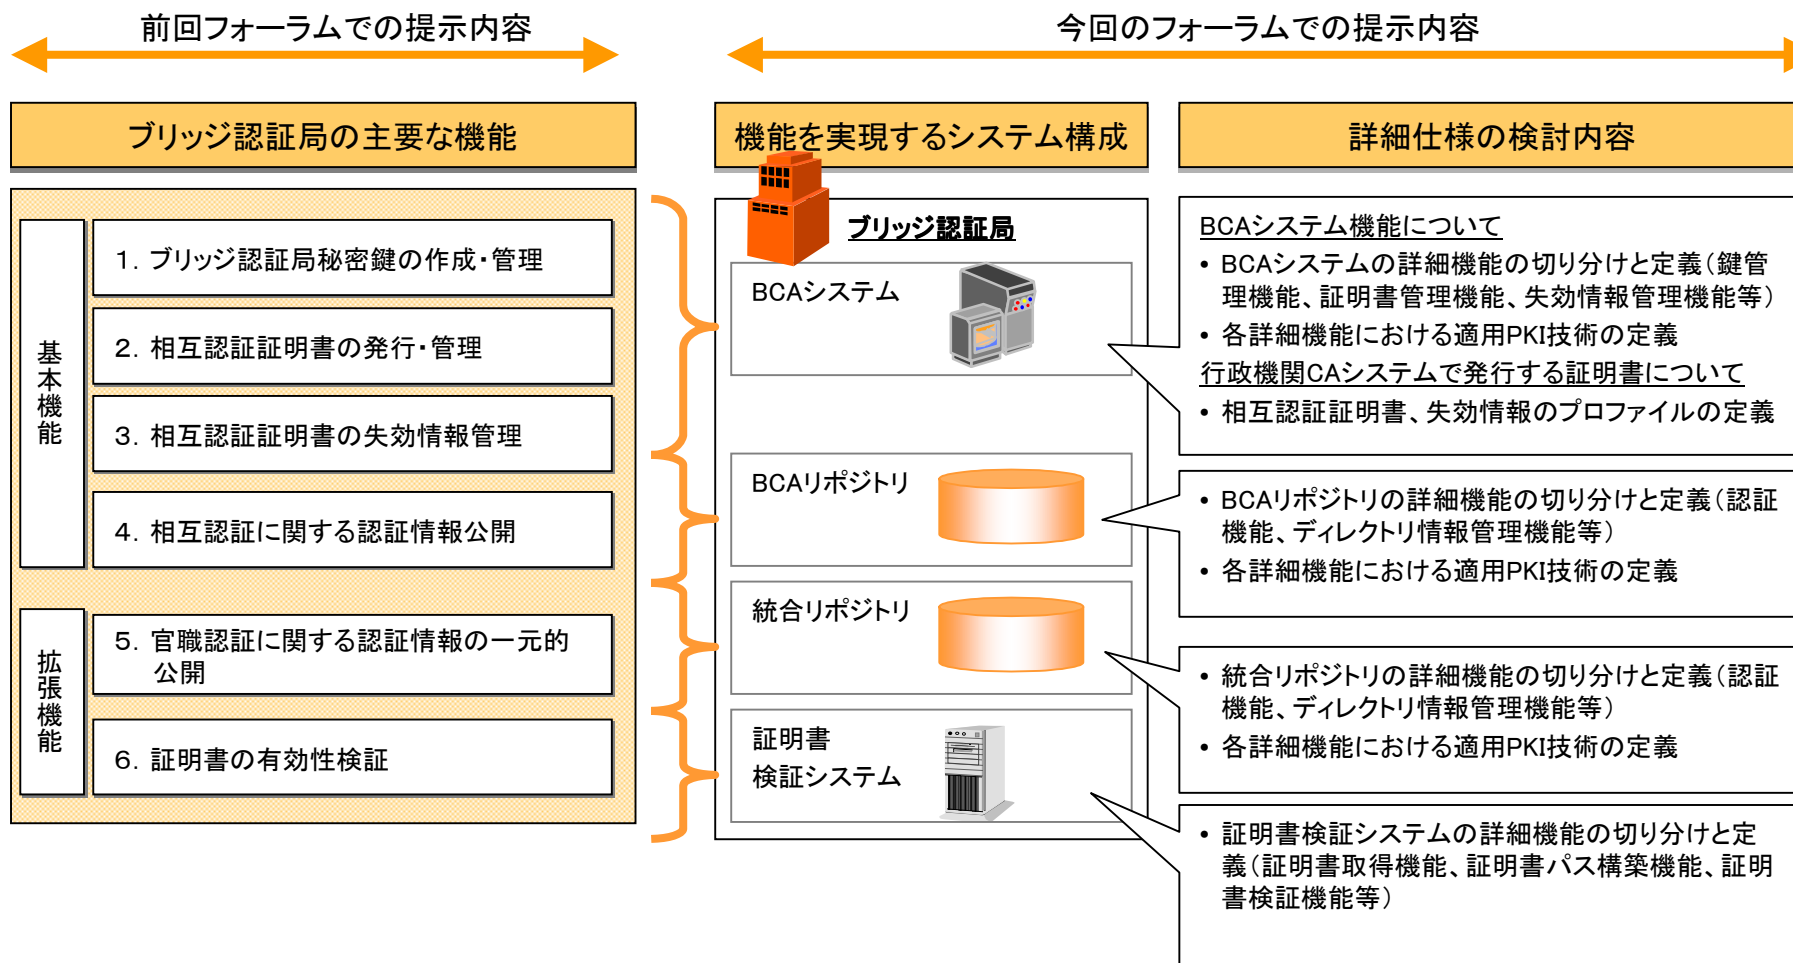 前回フォーラムでの提示内容
今回のフォーラムでの提示内容
ブリッジ認証局の主要な機能
機能を実現するシステム構成
詳細仕様の検討内容
基本機能
1．ブリッジ認証局秘密鍵の作成・管理
2．相互認証証明書の発行・管理
3．相互認証証明書の失効情報管理
4．相互認証に関する認証情報公開
拡張機能
5．官職認証に関する認証情報の一元的
公開
6．証明書の有効性検証
ブリッジ認証局
BCAシステム
BCAリポジトリ
統合リポジトリ
証明書
検証システム
BCAシステム機能について
• BCAシステムの詳細機能の切り分けと定義（鍵管
理機能、証明書管理機能、失効情報管理機能等）
• 各詳細機能における適用PKI技術の定義
行政機関CAシステムで発行する証明書について
• 相互認証証明書、失効情報のプロファイルの定義
• BCAリポジトリの詳細機能の切り分けと定義（認証
機能、ディレクトリ情報管理機能等）
• 各詳細機能における適用PKI技術の定義
• 統合リポジトリの詳細機能の切り分けと定義（認証
機能、ディレクトリ情報管理機能等）
• 各詳細機能における適用PKI技術の定義
• 証明書検証システムの詳細機能の切り分けと定
義（証明書取得機能、証明書パス構築機能、証明
書検証機能等）